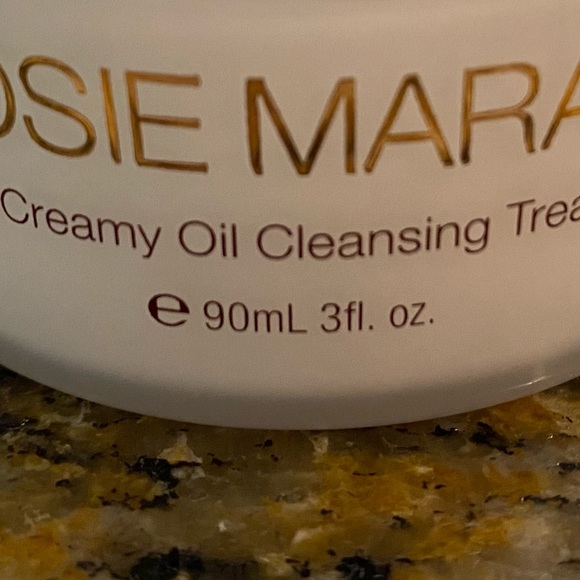 OSIE MARA
Creamy Oil Cleansing Trea
℮ 90mL 3fl. oz.